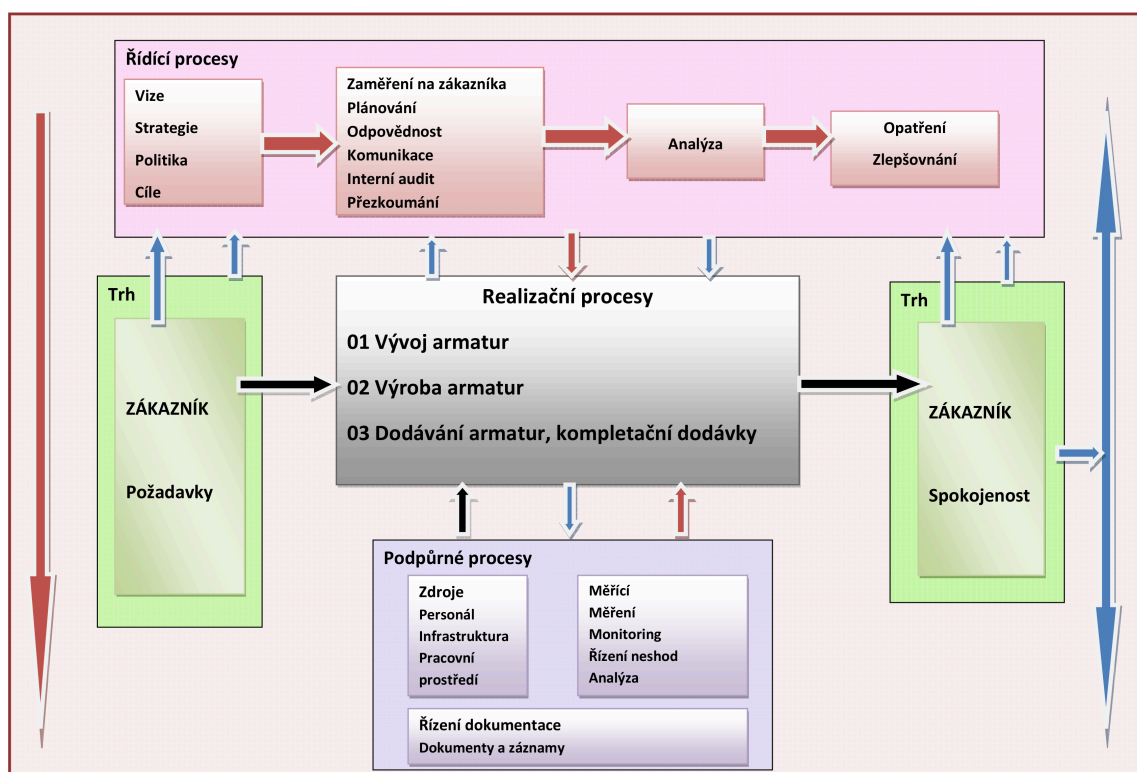 Řídící procesy
Vize
Strategie
Politika
Cíle
Zaměření na zákazníka
Plánování
Odpovědnost
Komunikace
Interní audit
Přezkoumání
Analýza
Opatření
Zlepšovnání
Trh
ZÁKAZNÍK
Požadavky
Realizační procesy
01 Vývoj armatur
02 Výroba armatur
03 Dodávání armatur, kompletační dodávky
Trh
ZÁKAZNÍK
Spokojenost
Podpůrné procesy
Zdroje
Personál
Infrastruktura
Pracovní
prostředí
Měřící
Měření
Monitoring
Řízení neshod
Analýza
Řízení dokumentace
Dokumenty a záznamy